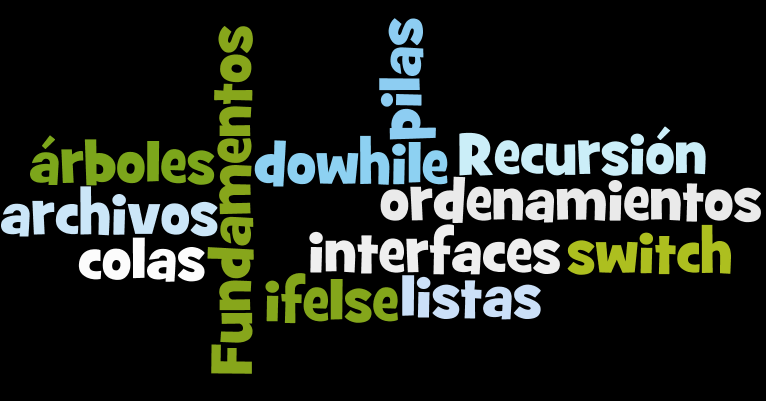 Fundamentos
pilas
árboles
dowhile
Recursión
archivos
ordenamientos
colas
interfaces
switch
ifelse
listas